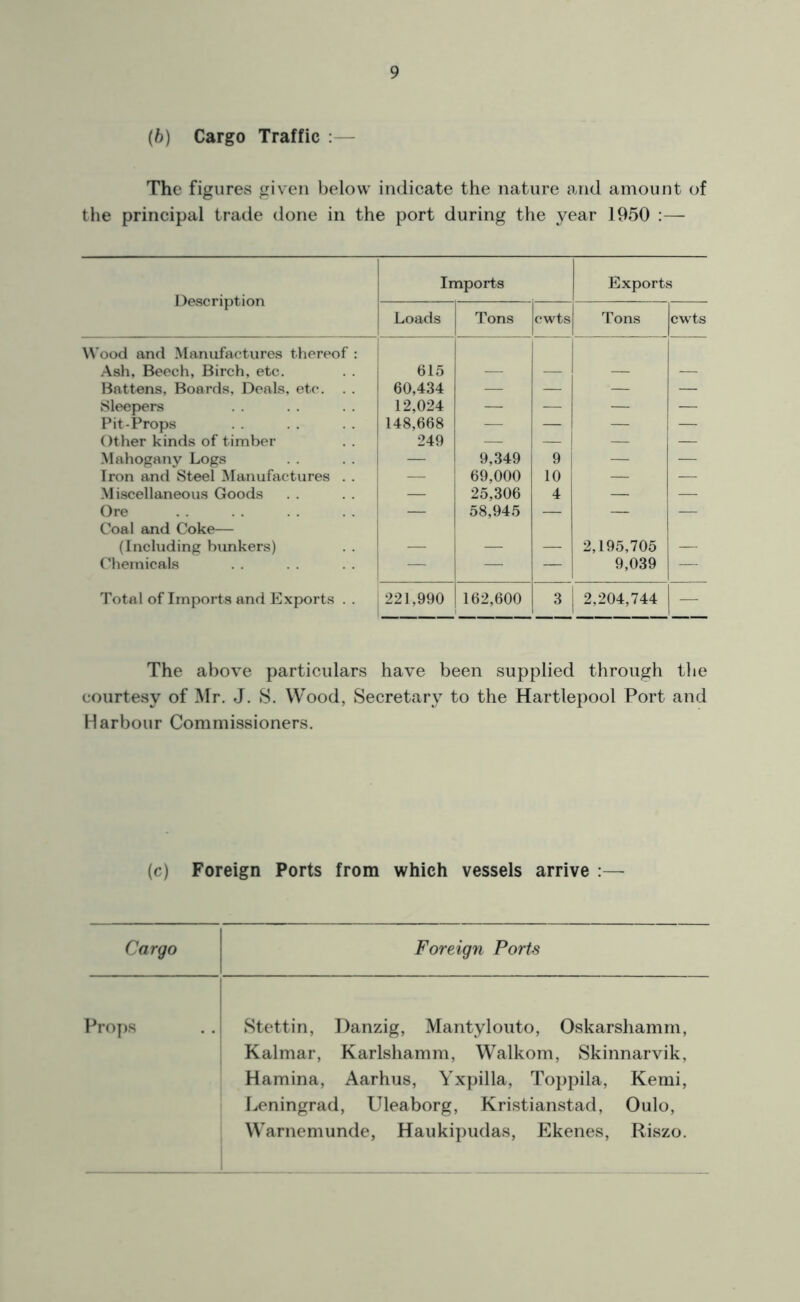 9
(b) Cargo Traffic :—
The figures given below indicate the nature and amount of
the principal trade done in the port during the year 1950 :—
Description Imports Exports
Loads Tons cwts Tons cwts
Wood and Manufactures thereof :
Ash, Beech, Birch, etc. . . 615 — — — —
Battens, Boards, Deals, etc. . . 60,434 — — — —
Sleepers . . . . . . 12,024 — — — —
Pit-Props . . . . . . 148,668 — — — —
Other kinds of timber . . 249 — — — —
Mahogany Logs . . . . — 9,349 9 — —
Iron and Steel Manufactures . . — 69,000 10 — —
Miscellaneous Goods . . . . — 25,306 4 — —
Ore . . . . . . . . — 58,945 — — —
Coal and Coke—
(Including bunkers) . . — — — 2,195,705 —
Chemicals . . . . . . — — — 9,039 —
Total of Imports and Exports . . 221,990 162,600 3 2,204,744 —
The above particulars have been supplied through the
courtesy of Mr. J. S. Wood, Secretary to the Hartlepool Port and
Harbour Commissioners.
(c) Foreign Ports from which vessels arrive :—
Cargo Foreign Ports
Props . . Stettin, Danzig, Mantylouto, Oskarshamm,
Kalmar, Karlshamm, Walkom, Skinnarvik,
Hamina, Aarhus, Yxpilla, Toppila, Kemi,
Leningrad, Uleaborg, Kristianstad, Oulo,
Warnemunde, Haukipudas, Ekenes, Riszo.